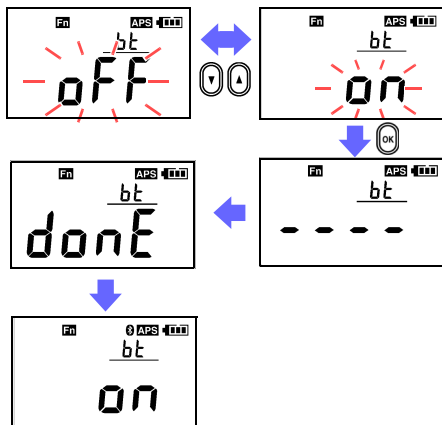 Fn APS
bt
oFF
Fn APS
bt
on
OK
Fn APS
bt
- - - -
Fn APS
bt
donE
Fn APS
bt
on